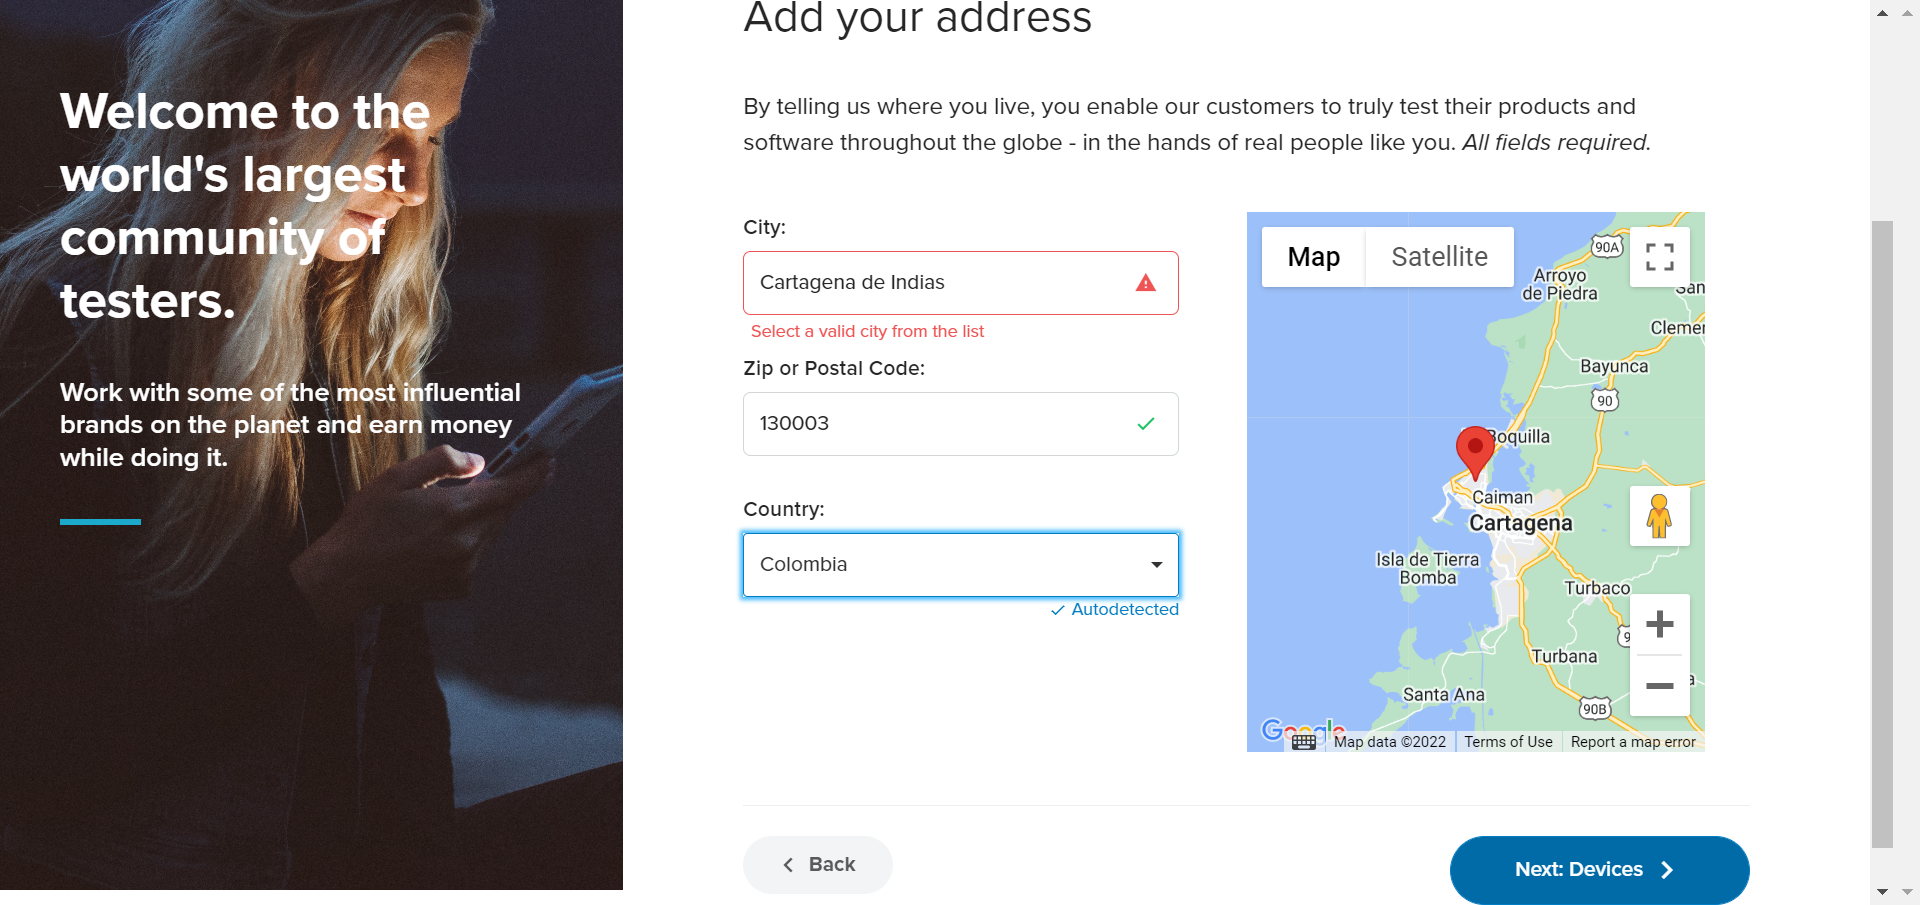 Welcome to the
world's largest
community of
testers.
Work with some of the most influential
brands on the planet and earn money
while doing it.
Add your address
By telling us where you live, you enable our customers to truly test their products and
software throughout the globe - in the hands of real people like you. All fields required.
City:
Cartagena de Indias
Select a valid city from the list
Zip or Postal Code:
130003
Country:
Colombia
Autodetected
Map
Satellite
90A
Arroyo
de Piedra
San
Clemen
Bayunca
90
Boquilla
Caiman
Cartagena
Isla de Tierra
Bomba
Turbaco
9
Turbana
Santa Ana
a
90B
Google
Map data ©2022
Terms of Use
Report a map error
Back
Next: Devices